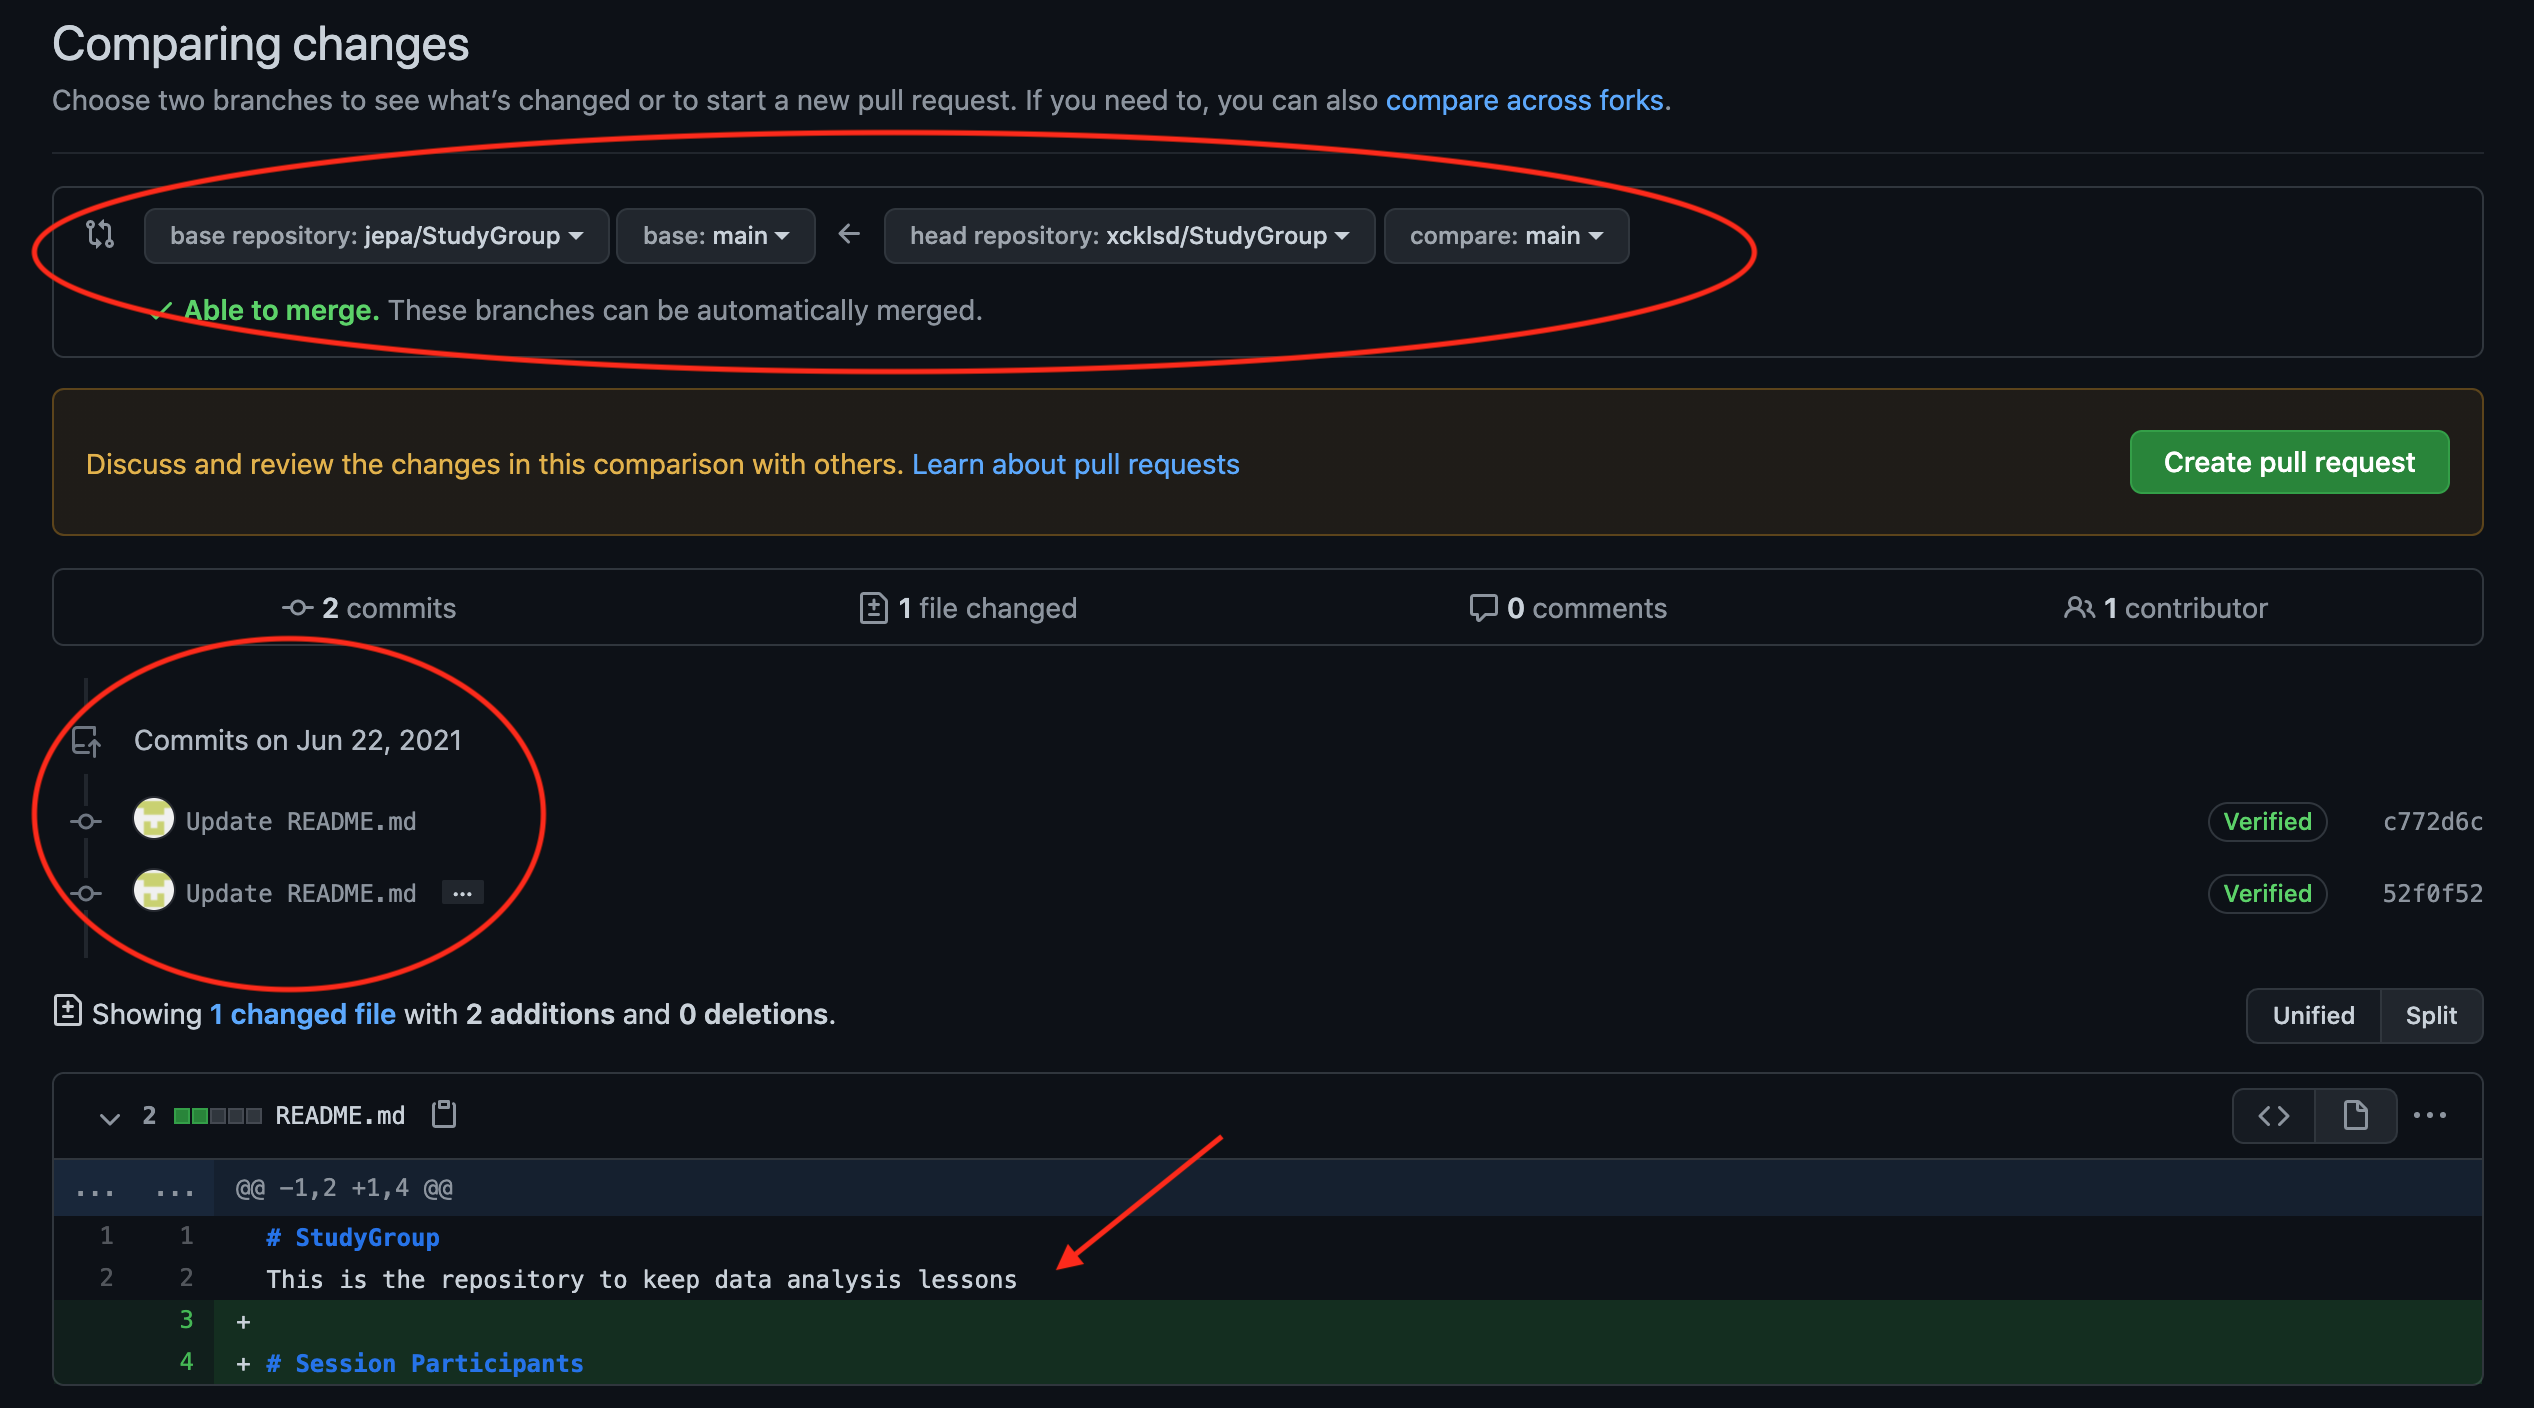 Comparing changes
Choose two branches to see what’s changed or to start a new pull request. If you need to, you can also compare across forks.
base repository: jepa/StudyGroup base: main ← head repository: xcklsd/StudyGroup compare: main
✓ Able to merge. These branches can be automatically merged.
Discuss and review the changes in this comparison with others. Learn about pull requests Create pull request
2 commits 1 file changed 0 comments 1 contributor
Commits on Jun 22, 2021
Update README.md Verified c772d6c
Update README.md ... Verified 52f0f52
Showing 1 changed file with 2 additions and 0 deletions. Unified Split
2 README.md <> ...
... ... @@ -1,2 +1,4 @@
1 1 # StudyGroup
2 2 This is the repository to keep data analysis lessons
3 +
4 + # Session Participants